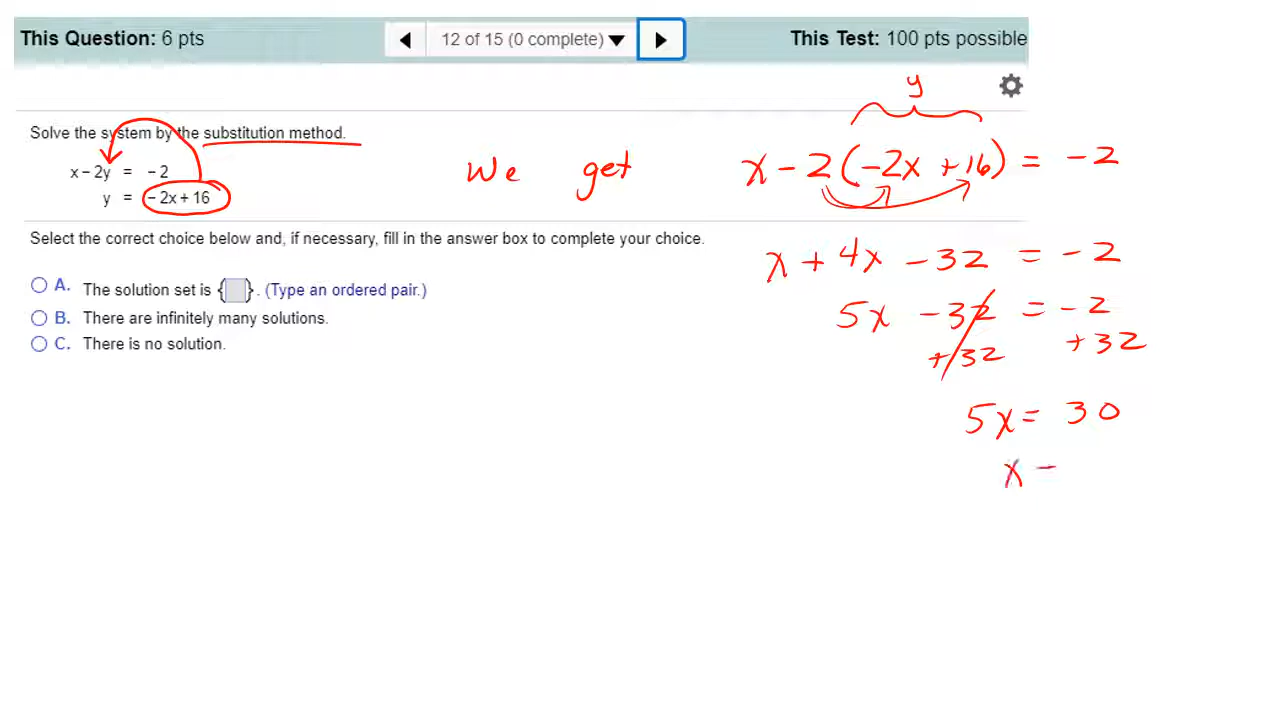 This Question: 6 pts
12 of 15 (0 complete)
This Test: 100 pts possible
Solve the system by the substitution method.
x - 2y = - 2
y = - 2x + 16
Select the correct choice below and, if necessary, fill in the answer box to complete your choice.
A. The solution set is { }. (Type an ordered pair.)
B. There are infinitely many solutions.
C. There is no solution.
y
We get x - 2(-2x + 16) = -2
x + 4x - 32 = -2
5x - 32 = -2
+32 +32
5x = 30
x -